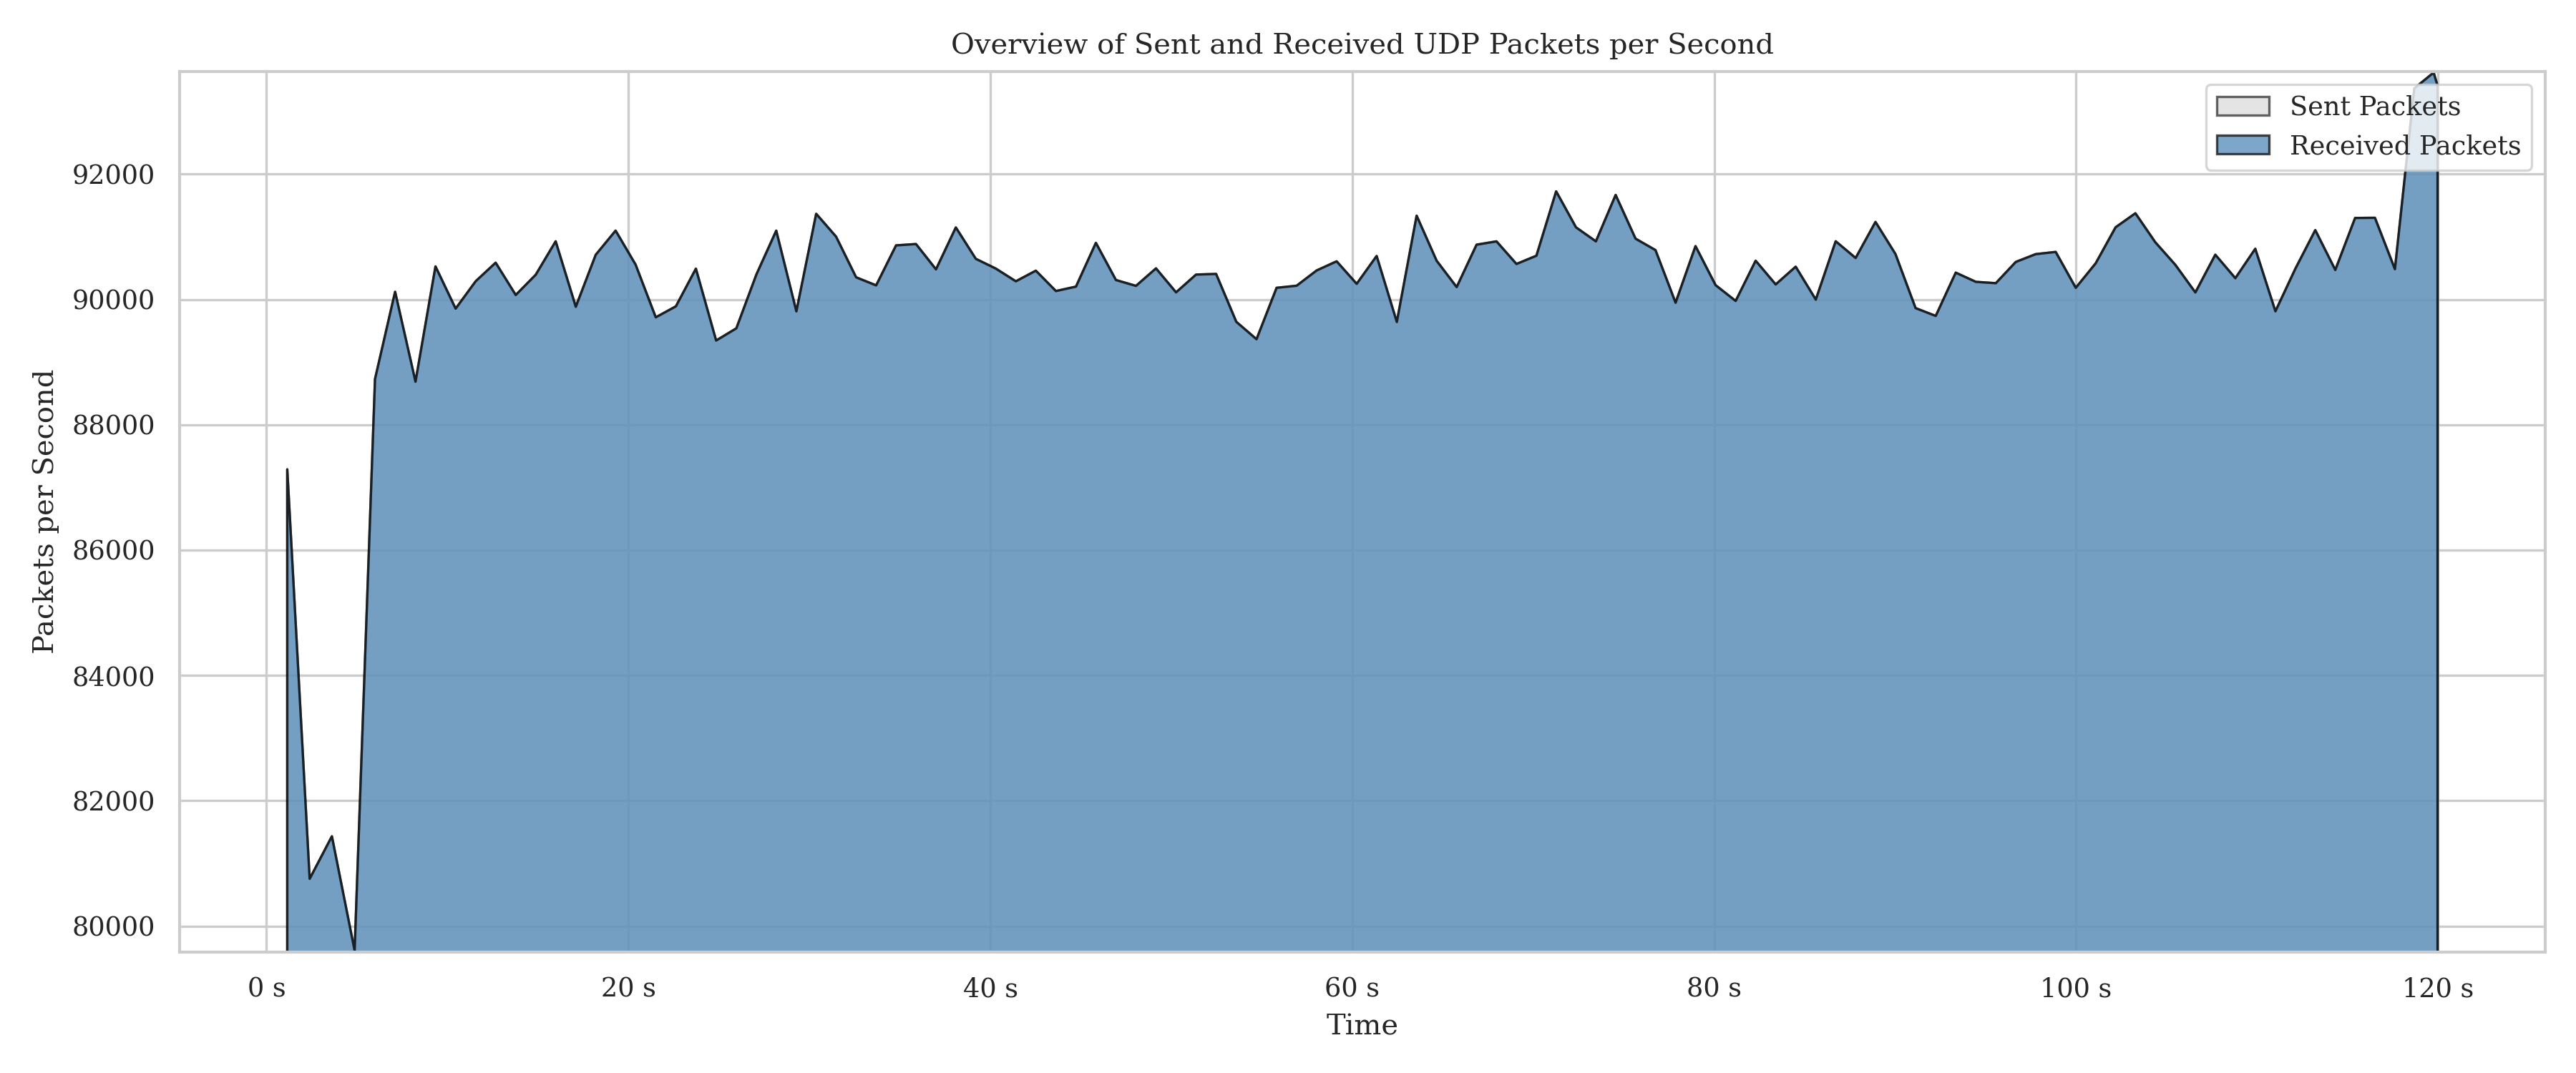 Overview of Sent and Received UDP Packets per Second
Sent Packets
Received Packets
Packets per Second
92000
90000
88000
86000
84000
82000
80000
0 s
20 s
40 s
60 s
80 s
100 s
120 s
Time